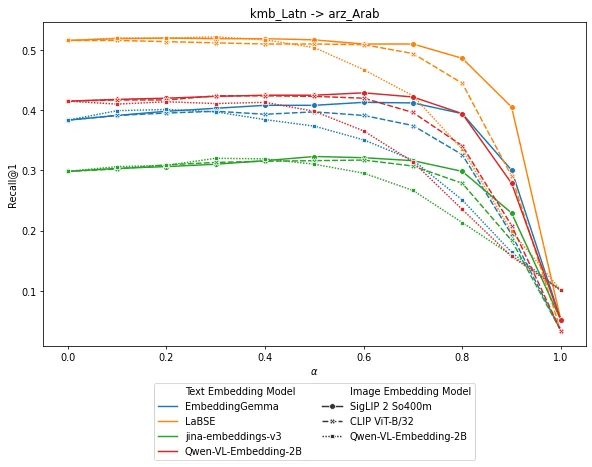 kmb_Latn -> arz_Arab
0.5
0.4
0.3
0.2
0.1
Recall@1
0.0 0.2 0.4 0.6 0.8 1.0
α
Text Embedding Model Image Embedding Model
EmbeddingGemma SigLIP 2 So400m
LaBSE CLIP ViT-B/32
jina-embeddings-v3 Qwen-VL-Embedding-2B
Qwen-VL-Embedding-2B